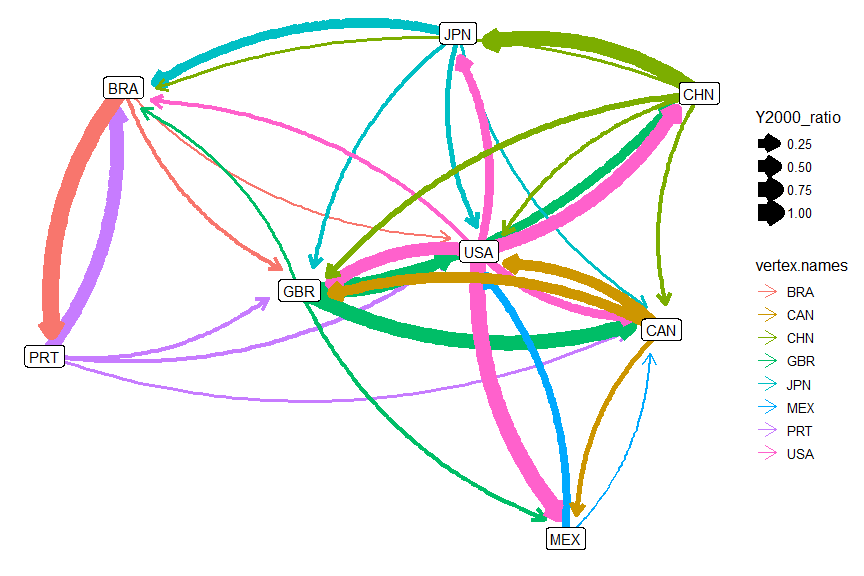 JPN
BRA
CHN
USA
GBR
CAN
PRT
MEX
Y2000_ratio
0.25
0.50
0.75
1.00
vertex.names
BRA
CAN
CHN
GBR
JPN
MEX
PRT
USA